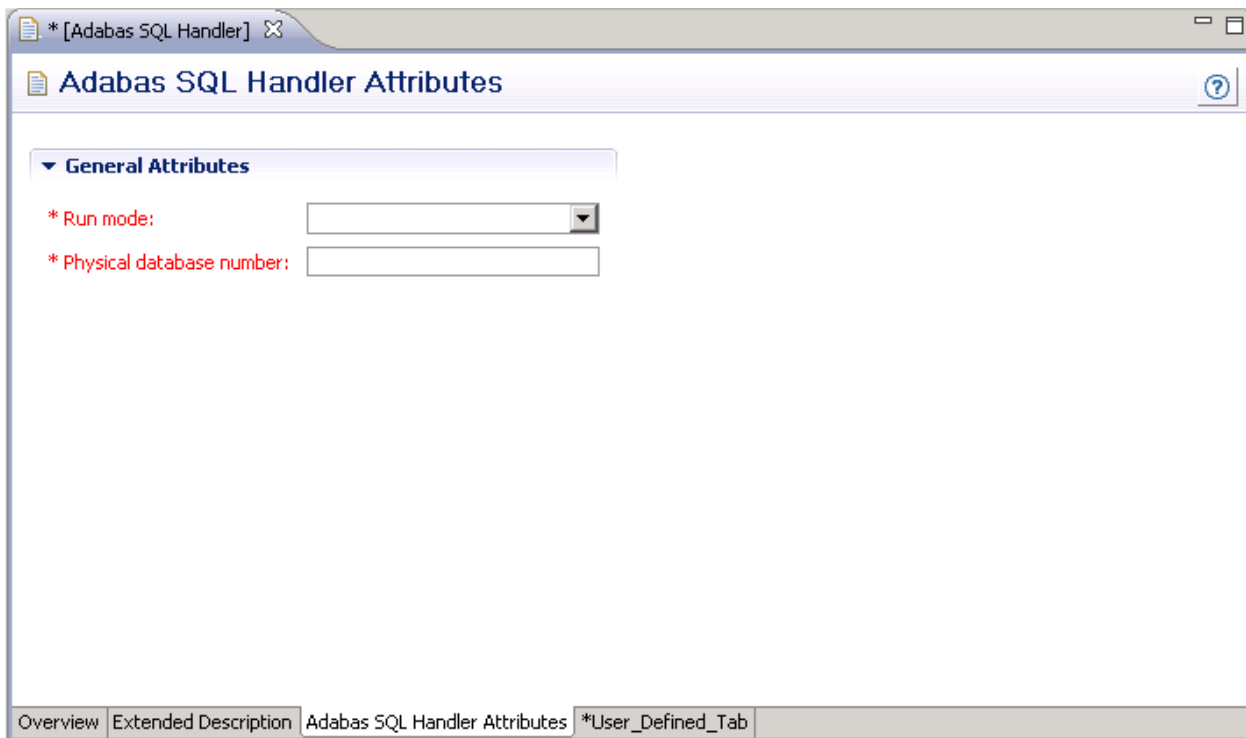 * [Adabas SQL Handler]
Adabas SQL Handler Attributes
General Attributes
* Run mode:
* Physical database number:
Overview Extended Description Adabas SQL Handler Attributes *User_Defined_Tab